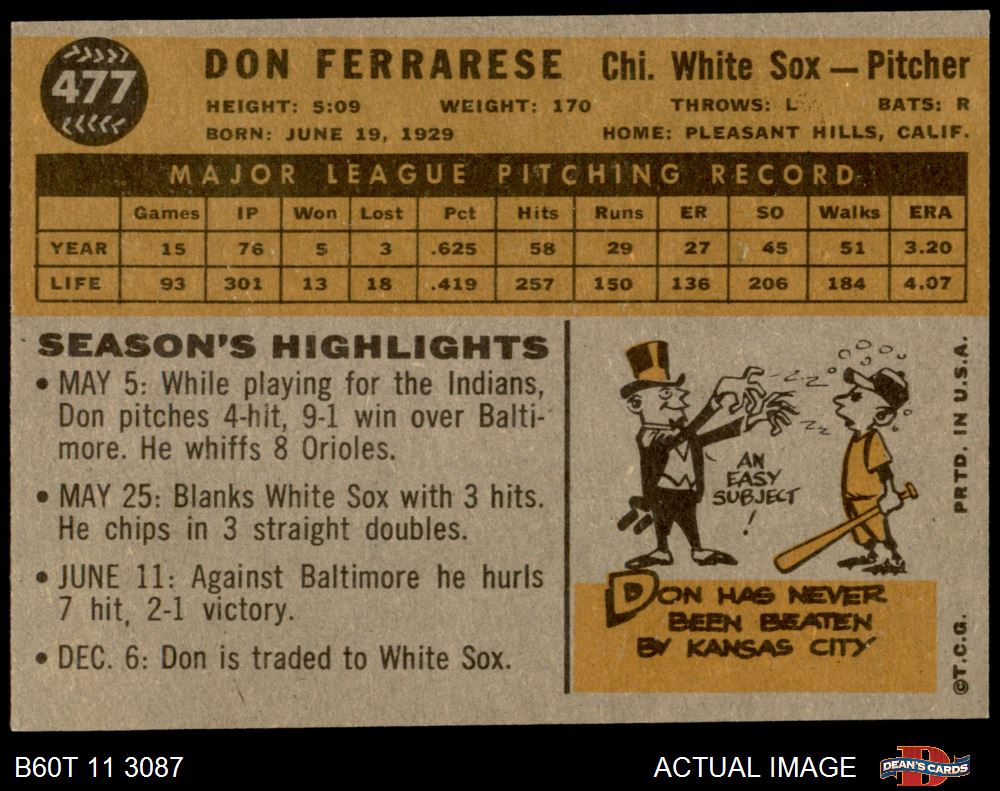 477
DON FERRARESE Chi. White Sox — Pitcher
HEIGHT: 5:09 WEIGHT: 170 THROWS: L BATS: R
BORN: JUNE 19, 1929 HOME: PLEASANT HILLS, CALIF.
MAJOR LEAGUE PITCHING RECORD
Games IP Won Lost Pct Hits Runs ER SO Walks ERA
YEAR 15 76 5 3 .625 58 29 27 45 51 3.20
LIFE 93 301 13 18 .419 257 150 136 206 184 4.07
SEASON'S HIGHLIGHTS
• MAY 5: While playing for the Indians,
Don pitches 4-hit, 9-1 win over Balti-
more. He whiffs 8 Orioles.
• MAY 25: Blanks White Sox with 3 hits.
He chips in 3 straight doubles.
• JUNE 11: Against Baltimore he hurls
7 hit, 2-1 victory.
• DEC. 6: Don is traded to White Sox.
AN
EASY
SUBJECT
!
DON HAS NEVER
BEEN BEATEN
BY KANSAS CITY
©T.C.G. PRTD. IN U.S.A.
B60T 11 3087
ACTUAL IMAGE
D
DEAN'S CARDS